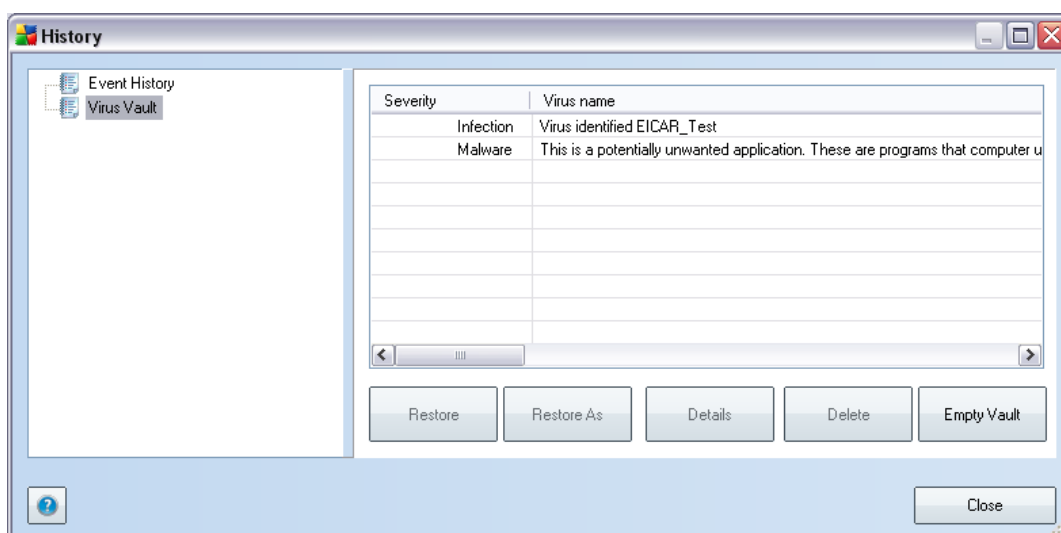 History
Event History
Virus Vault
Severity Virus name
Infection Virus identified EICAR_Test
Malware This is a potentially unwanted application. These are programs that computer u
Restore Restore As Details Delete Empty Vault
? Close